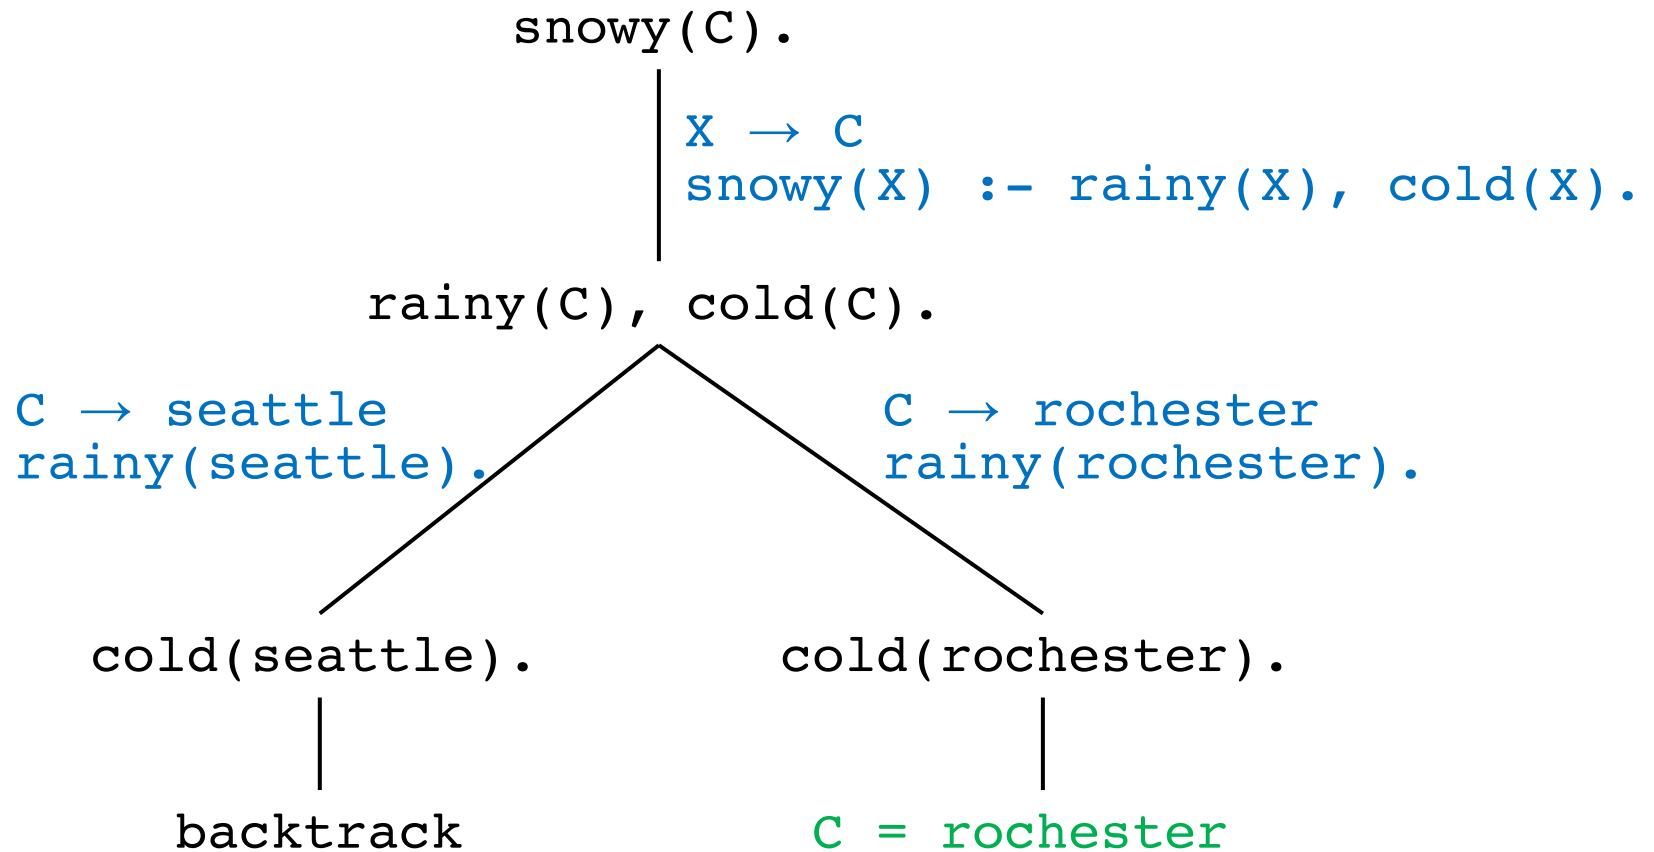 snowy(C).
X → C
snowy(X) :- rainy(X), cold(X).
rainy(C), cold(C).
C → seattle
rainy(seattle).
C → rochester
rainy(rochester).
cold(seattle).
cold(rochester).
backtrack
C = rochester